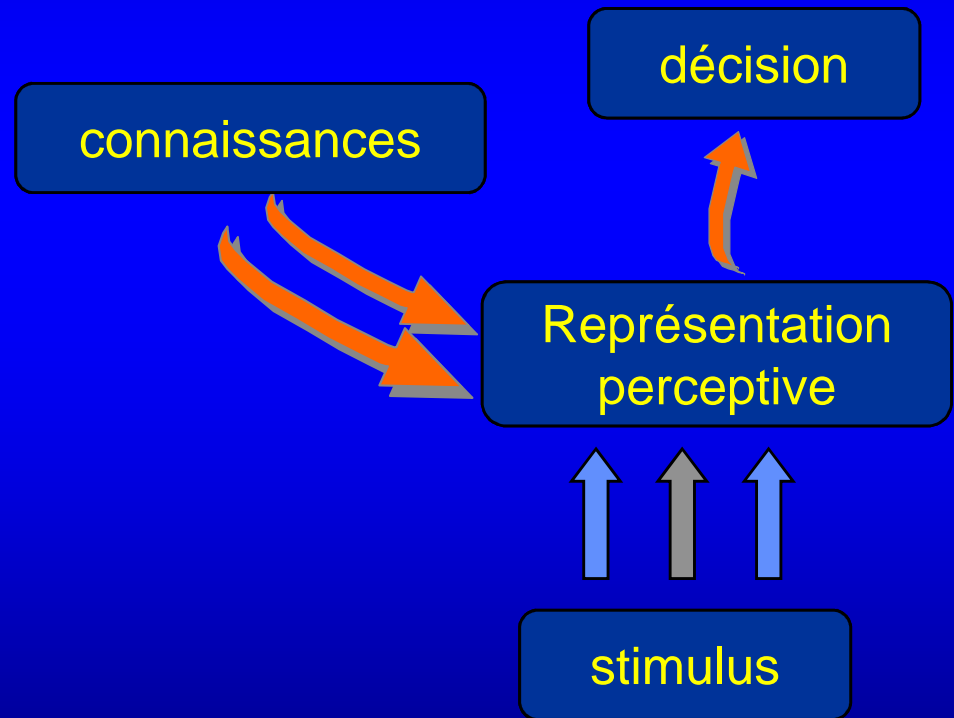 décision
connaissances
Représentation
perceptive
stimulus